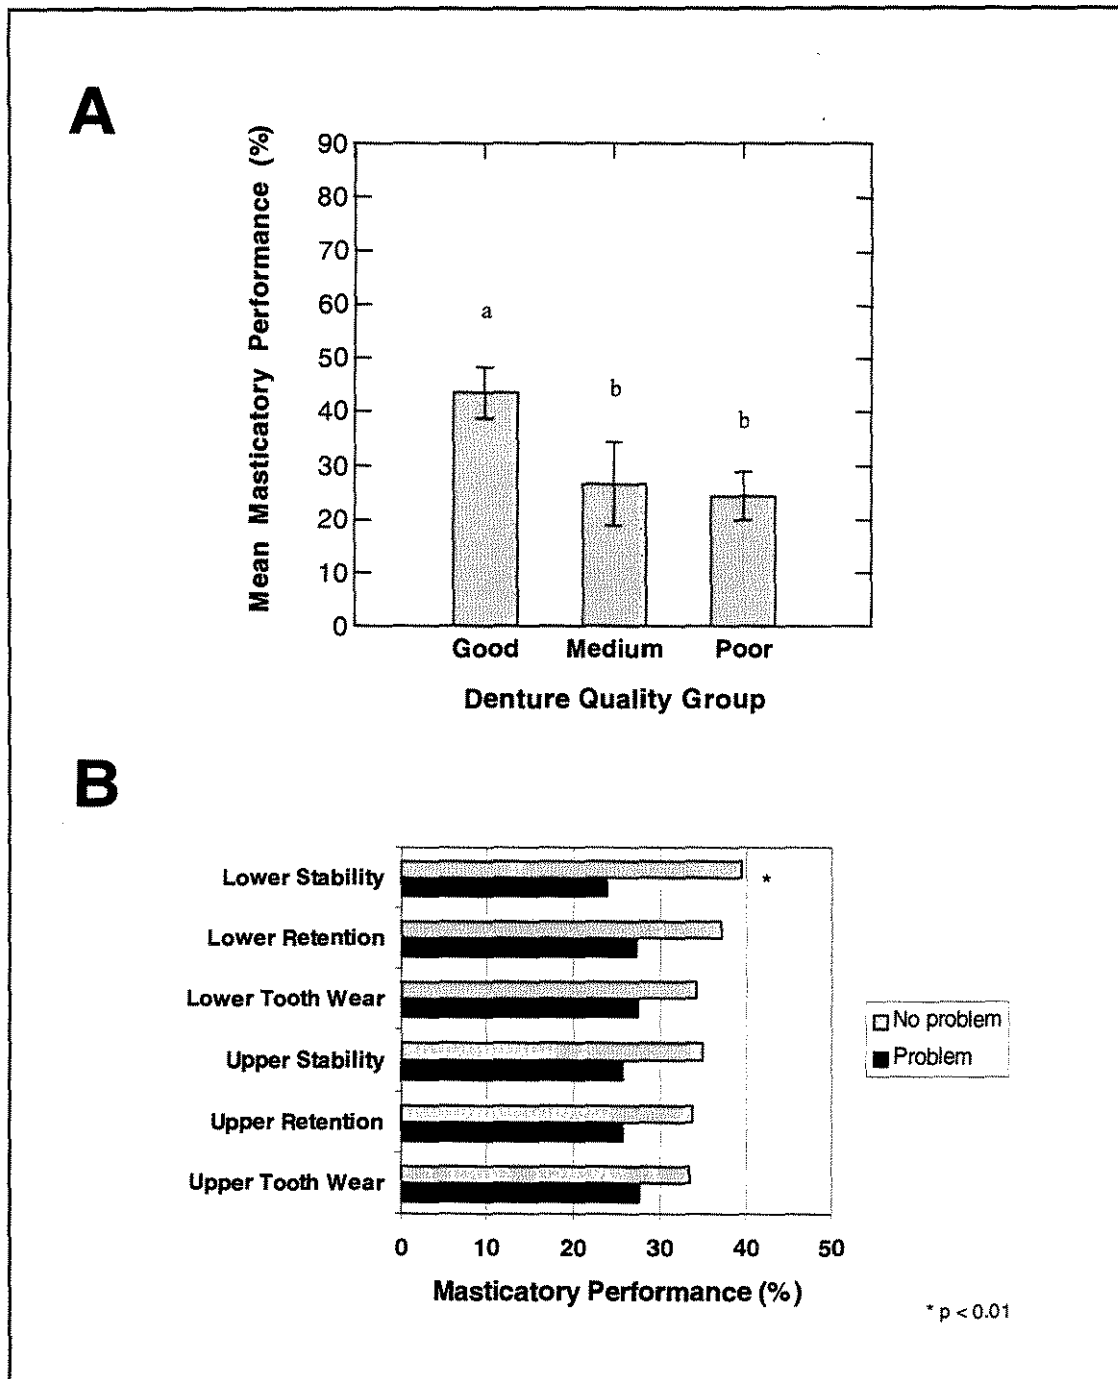 A
Mean Masticatory Performance (%)
90
80
70
60
50
40
30
20
10
0
a
b
b
Good Medium Poor
Denture Quality Group
B
Lower Stability
*
Lower Retention
Lower Tooth Wear
Upper Stability
Upper Retention
Upper Tooth Wear
No problem
Problem
0 10 20 30 40 50
Masticatory Performance (%)
* p < 0.01